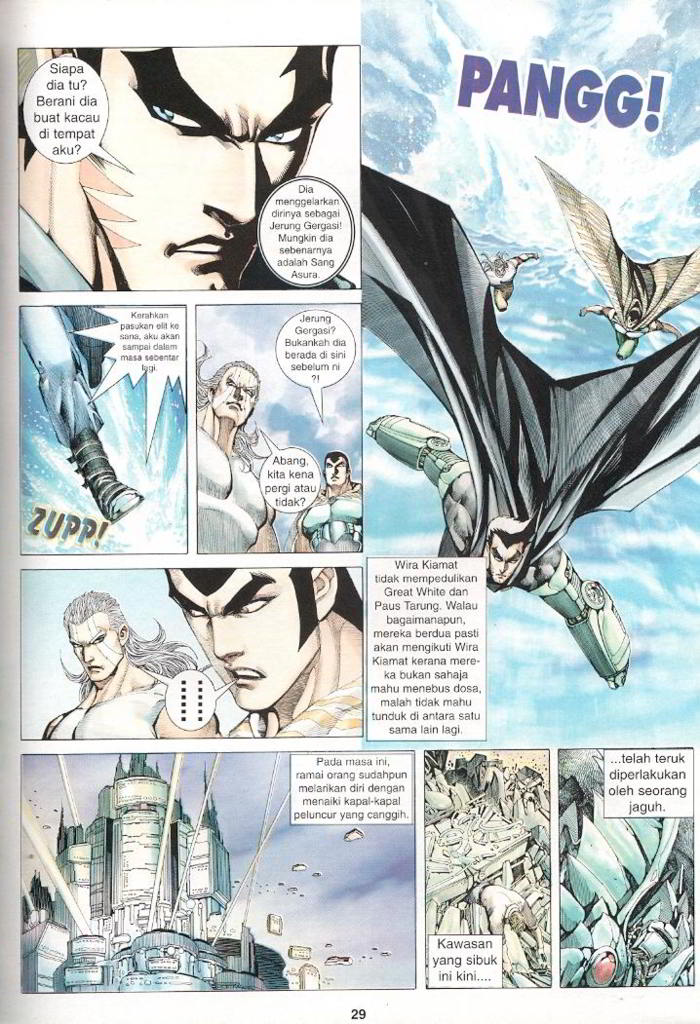 Siapa
dia tu?
Berani dia
buat kacau
di tempat
aku?
Dia
menggelarkan
dirinya sebagai
Jerung Gergasi!
Mungkin dia
sebenarnya
adalah Sang
Asura.
PANGG!
Kerahkan
pasukan elit ke
sana, aku akan
sampai dalam
masa sebentar
lagi.
ZUPP!
Jerung
Gergasi?
Bukankah dia
berada di sini
sebelum ni
?!
Abang,
kita kena
pergi atau
tidak?
Wira Kiamat
tidak mempedulikan
Great White dan
Paus Tarung. Walau
bagaimanapun,
mereka berdua pasti
akan mengikuti Wira
Kiamat kerana mere-
ka bukan sahaja
mahu menebus dosa,
malah tidak mahu
tunduk di antara satu
sama lain lagi.
Pada masa ini,
ramai orang sudahpun
melarikan diri dengan
menaiki kapal-kapal
peluncur yang canggih.
Kawasan
yang sibuk
ini kini....
...telah teruk
diperlakukan
oleh seorang
jaguh.
29